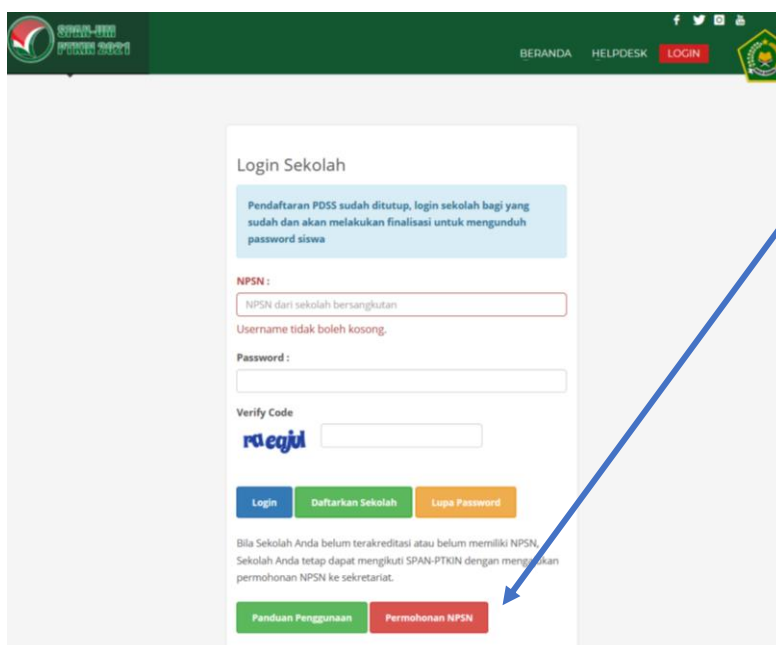 SPAN-UM
PTKIN 2021
BERANDA HELPDESK LOGIN
Login Sekolah
Pendaftaran PDSS sudah ditutup, login sekolah bagi yang
sudah dan akan melakukan finalisasi untuk mengunduh
password siswa
NPSN :
NPSN dari sekolah bersangkutan
Username tidak boleh kosong.
Password :
Verify Code
raeqjul
Login Daftarkan Sekolah Lupa Password
Bila Sekolah Anda belum terakreditasi atau belum memiliki NPSN,
Sekolah Anda tetap dapat mengikuti SPAN-PTKIN dengan mengajukan
permohonan NPSN ke sekretariat.
Panduan Penggunaan Permohonan NPSN